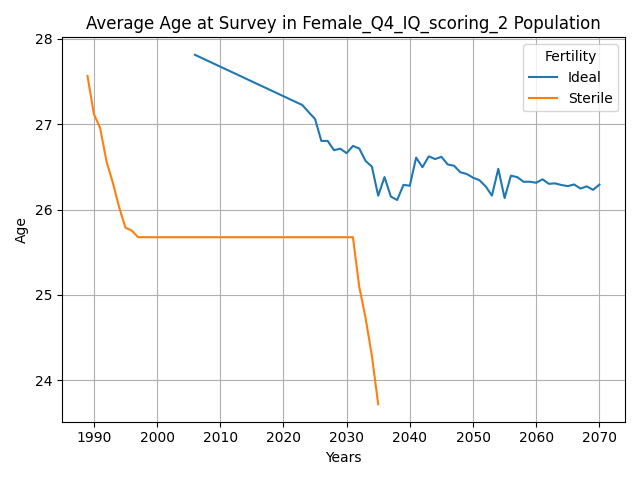 Average Age at Survey in Female_Q4_IQ_scoring_2 Population
28
27
26
25
24
Age
1990 2000 2010 2020 2030 2040 2050 2060 2070
Years
Fertility
Ideal
Sterile